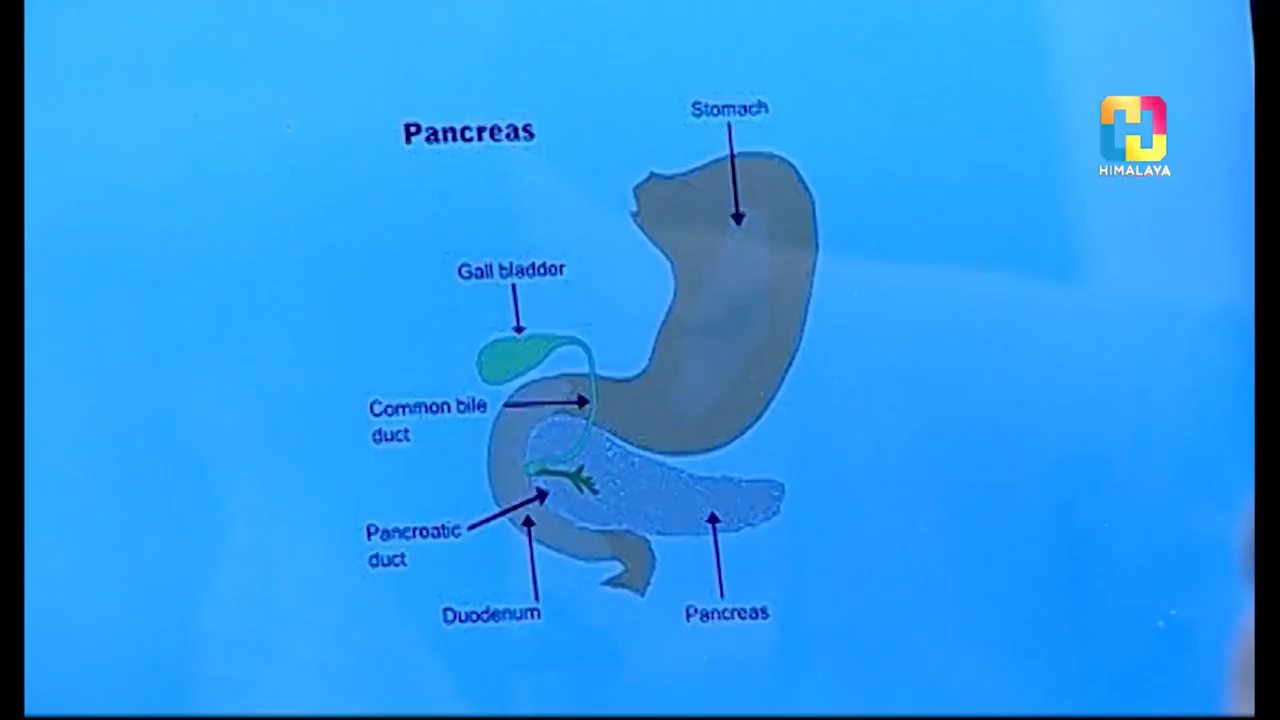 Stomach
Pancreas
HIMALAYA
Gall bladder
Common bile
duct
Pancreatic
duct
Duodenum
Pancreas